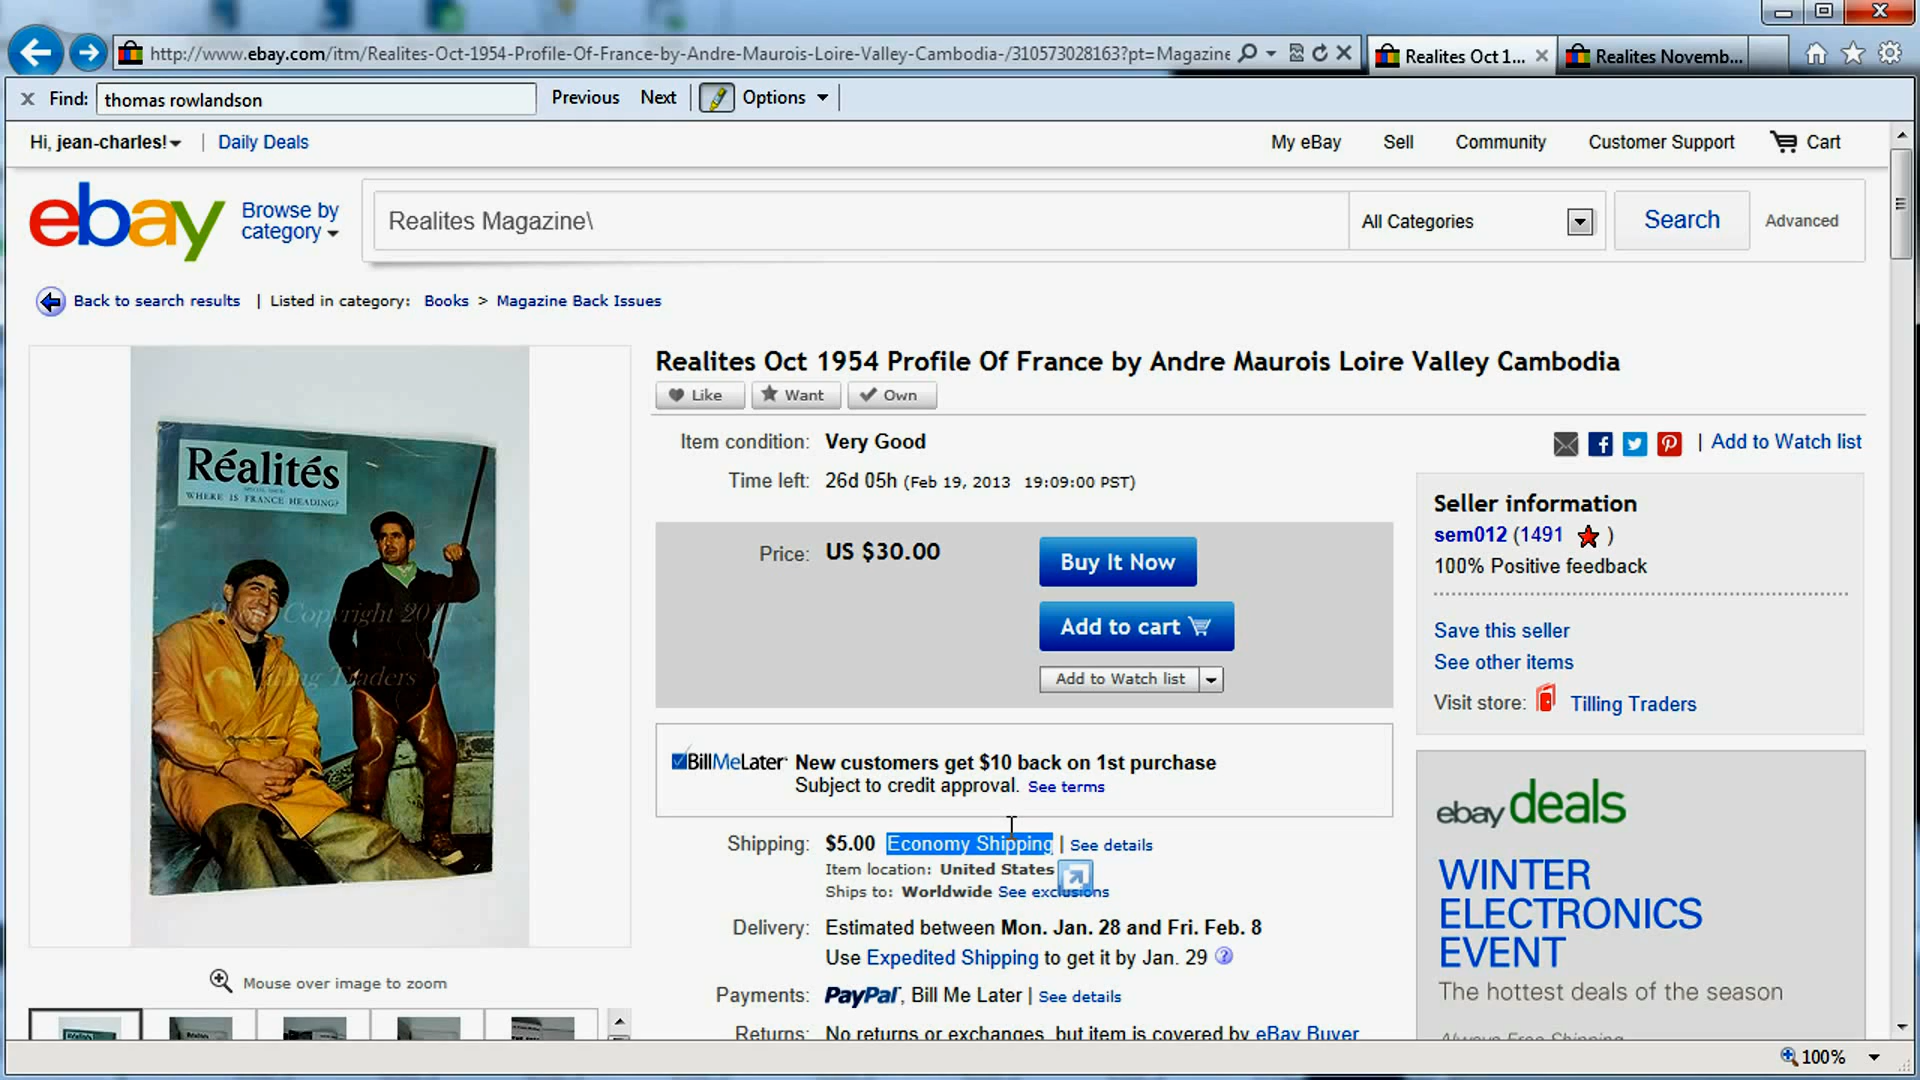 http://www.ebay.com/itm/Realites-Oct-1954-Profile-Of-France-by-Andre-Maurois-Loire-Valley-Cambodia-/310573028163?pt=Magazine
Realites Oct 1...
Realites Novemb...
Find: thomas rowlandson
Previous Next Options
Hi, jean-charles! | Daily Deals
My eBay Sell Community Customer Support Cart
ebay
Browse by
category
Realites Magazine\
All Categories
Search
Advanced
Back to search results | Listed in category: Books > Magazine Back Issues
Realites Oct 1954 Profile Of France by Andre Maurois Loire Valley Cambodia
Like Want Own
Réalités
WHERE IS FRANCE HEADING?
Copyright 2011
Tilling Traders
Mouse over image to zoom
Item condition: Very Good
Time left: 26d 05h (Feb 19, 2013 19:09:00 PST)
Price: US $30.00
Buy It Now
Add to cart
Add to Watch list
BillMeLater New customers get $10 back on 1st purchase
Subject to credit approval. See terms
Shipping: $5.00 Economy Shipping | See details
Item location: United States
Ships to: Worldwide See exclusions
Delivery: Estimated between Mon. Jan. 28 and Fri. Feb. 8
Use Expedited Shipping to get it by Jan. 29 ?
Payments: PayPal, Bill Me Later | See details
Returns: No returns or exchanges, but item is covered by eBay Buyer
| Add to Watch list
Seller information
sem012 (1491 )
100% Positive feedback
Save this seller
See other items
Visit store: Tilling Traders
ebay deals
WINTER
ELECTRONICS
EVENT
The hottest deals of the season
Always Free Shipping
100%